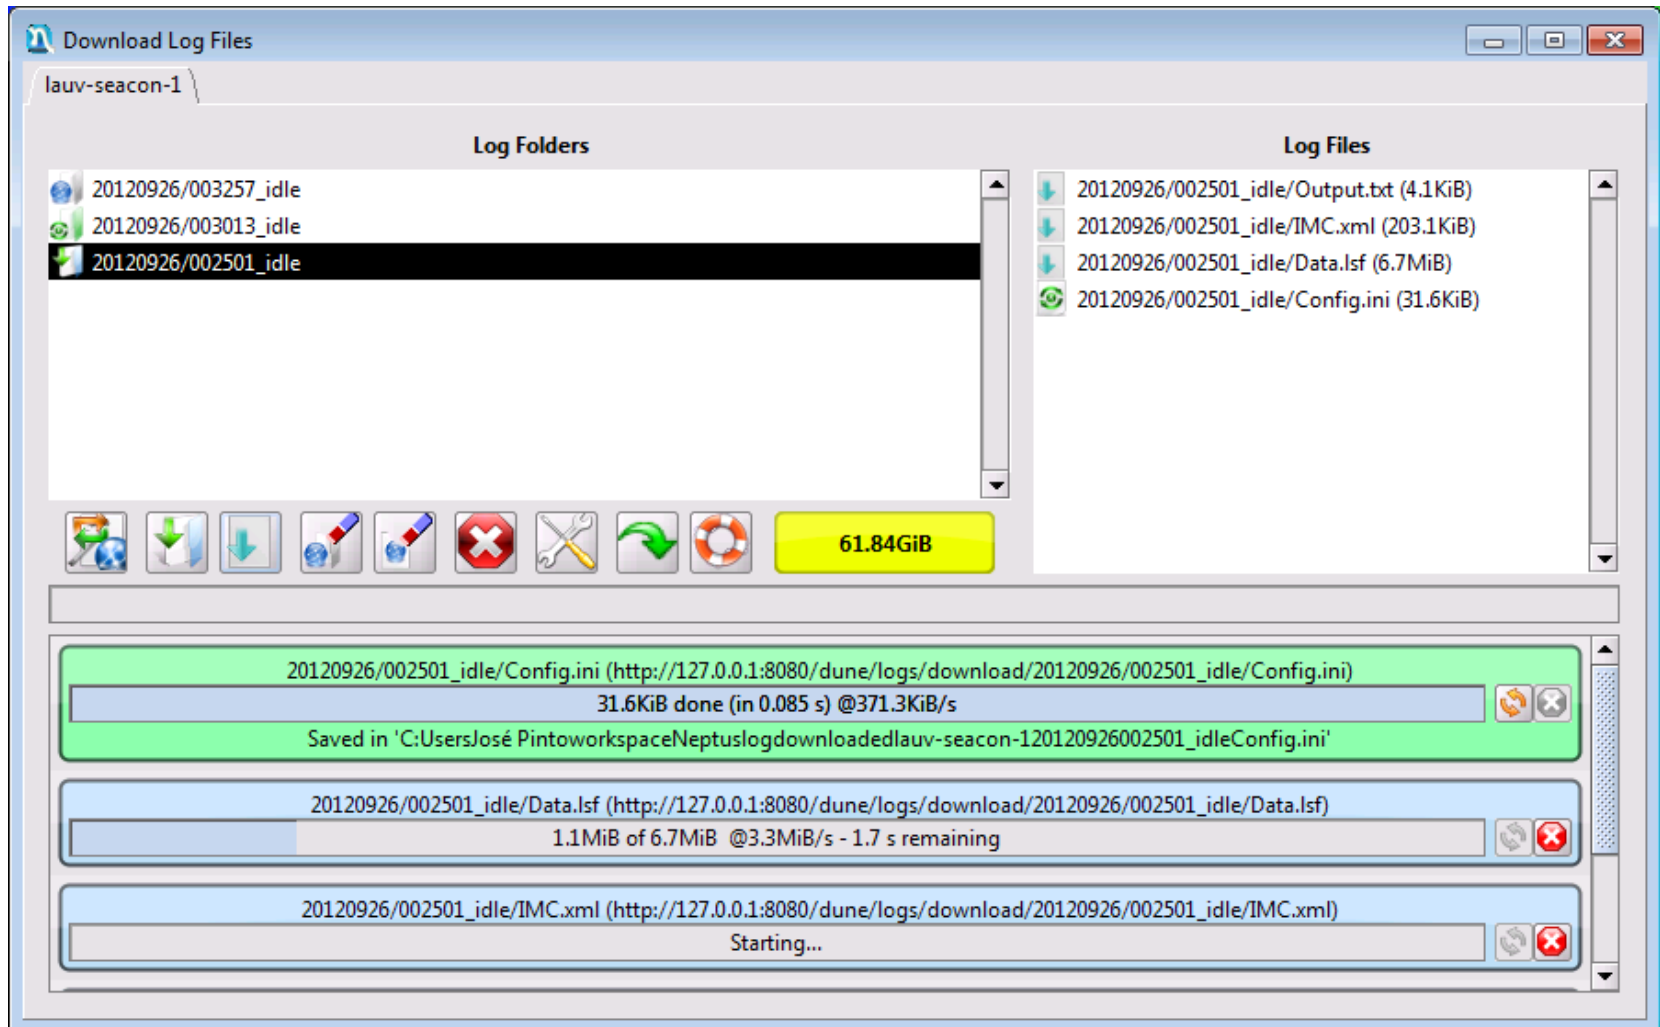 Download Log Files
lauv-seacon-1
Log Folders
20120926/003257_idle
20120926/003013_idle
20120926/002501_idle
Log Files
20120926/002501_idle/Output.txt (4.1KiB)
20120926/002501_idle/IMC.xml (203.1KiB)
20120926/002501_idle/Data.lsf (6.7MiB)
20120926/002501_idle/Config.ini (31.6KiB)
61.84GiB
20120926/002501_idle/Config.ini (http://127.0.0.1:8080/dune/logs/download/20120926/002501_idle/Config.ini)
31.6KiB done (in 0.085 s) @371.3KiB/s
Saved in 'C:UsersJosé PintoworkspaceNeptuslogdownloadedlauv-seacon-120120926002501_idleConfig.ini'
20120926/002501_idle/Data.lsf (http://127.0.0.1:8080/dune/logs/download/20120926/002501_idle/Data.lsf)
1.1MiB of 6.7MiB  @3.3MiB/s - 1.7 s remaining
20120926/002501_idle/IMC.xml (http://127.0.0.1:8080/dune/logs/download/20120926/002501_idle/IMC.xml)
Starting...